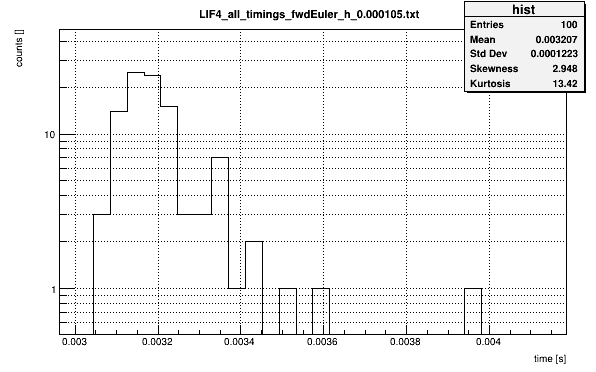 LIF4_all_timings_fwdEuler_h_0.000105.txt
hist
Entries 100
Mean 0.003207
Std Dev 0.0001223
Skewness 2.948
Kurtosis 13.42
counts []
10
1
0.003 0.0032 0.0034 0.0036 0.0038 0.004
time [s]